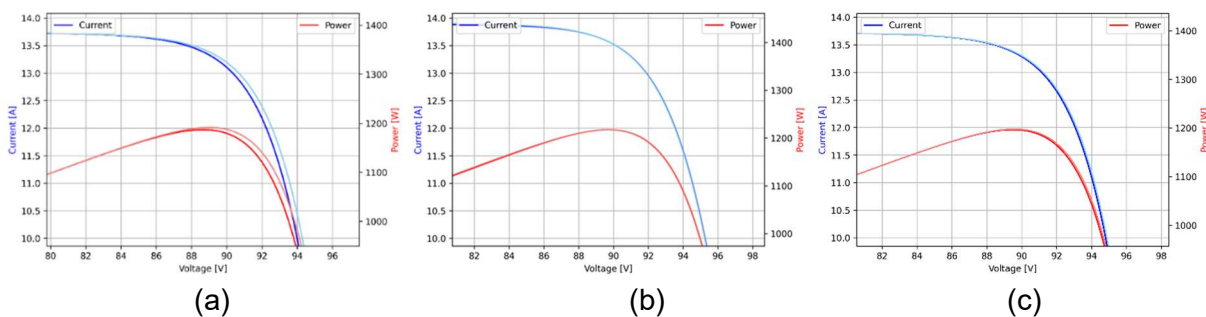 14.0
13.5
13.0
12.5
12.0
11.5
11.0
10.5
10.0
Current [A]
Current
Power
1400
1300
1200
1100
1000
Power [W]
80 82 84 86 88 90 92 94 96
Voltage [V]
(a)
14.0
13.5
13.0
12.5
12.0
11.5
11.0
10.5
10.0
Current [A]
Current
Power
1400
1300
1200
1100
1000
Power [W]
82 84 86 88 90 92 94 96 98
Voltage [V]
(b)
14.0
13.5
13.0
12.5
12.0
11.5
11.0
10.5
10.0
Current [A]
Current
Power
1400
1300
1200
1100
1000
Power [W]
82 84 86 88 90 92 94 96 98
Voltage [V]
(c)